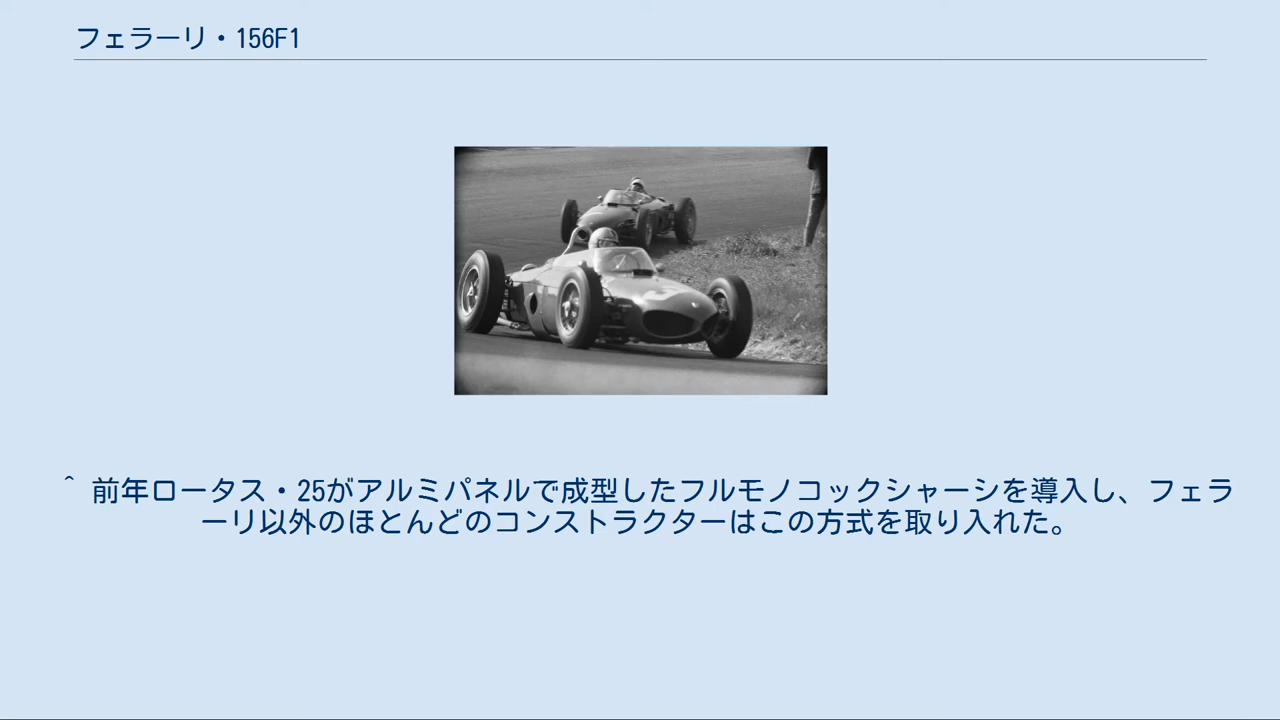 フェラーリ・156F1
^ 前年ロータス・25がアルミパネルで成型したフルモノコックシャーシを導入し、フェラ
ーリ以外のほとんどのコンストラクターはこの方式を取り入れた。